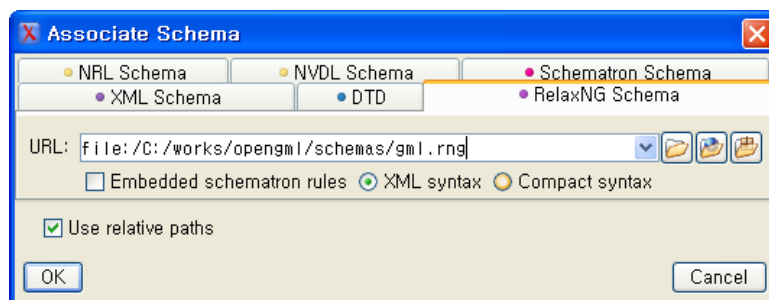 Associate Schema
NRL Schema NVDL Schema Schematron Schema
XML Schema DTD RelaxNG Schema
URL: file:/C:/works/opengml/schemas/gml.rng
Embedded schematron rules XML syntax Compact syntax
Use relative paths
OK Cancel